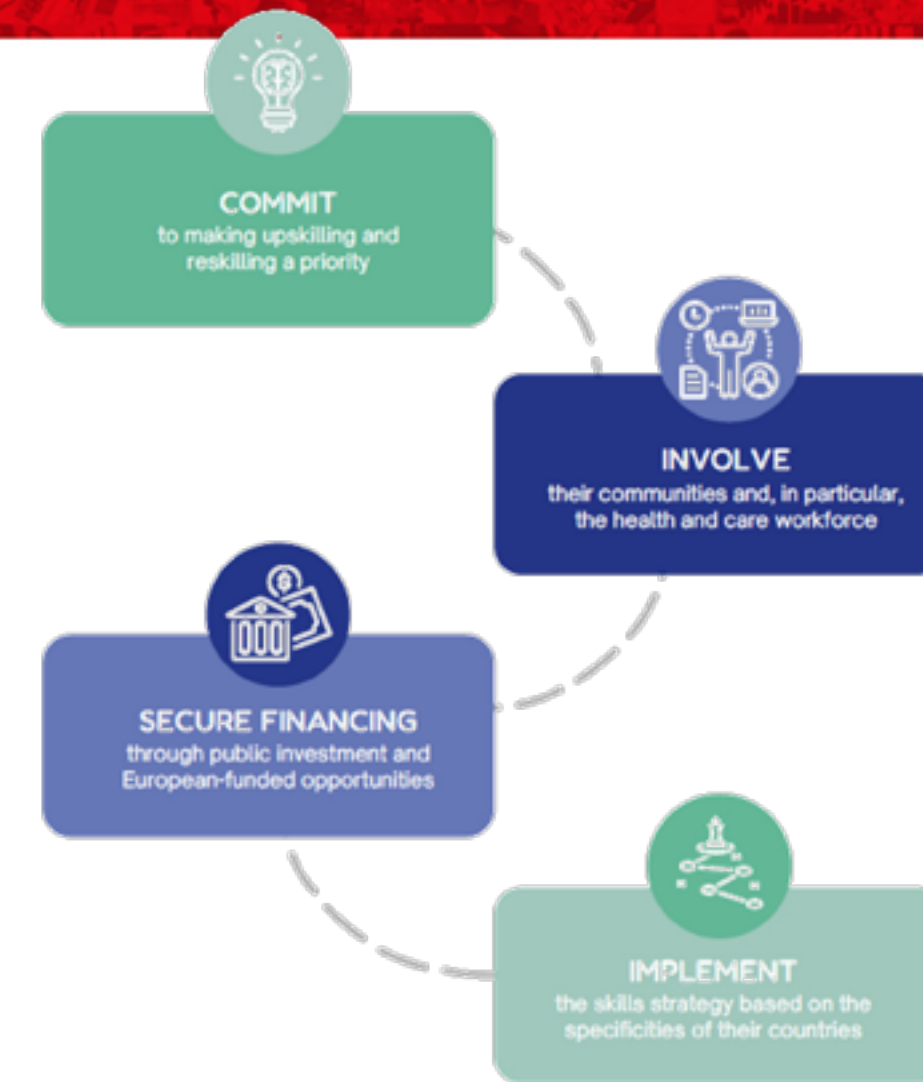 COMMIT
to making upskilling and
reskilling a priority
INVOLVE
their communities and, in particular,
the health and care workforce
SECURE FINANCING
through public investment and
European-funded opportunities
IMPLEMENT
the skills strategy based on the
specificities of their countries